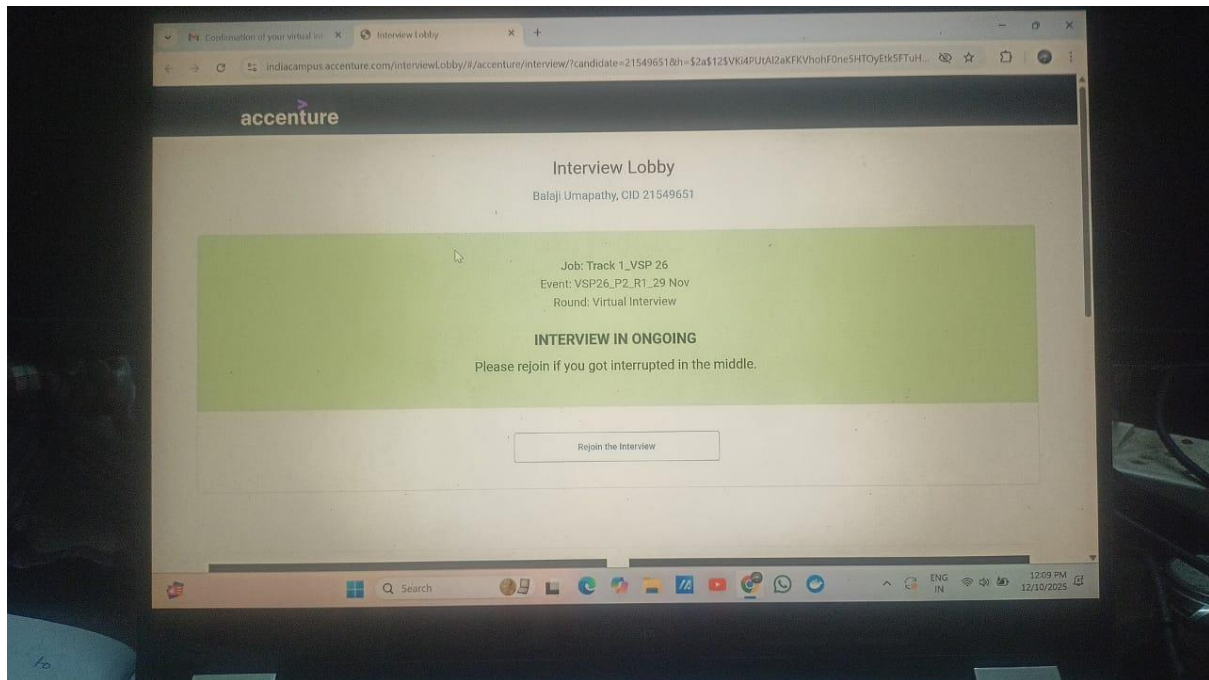 Confirmation of your virtual int
Interview Lobby
indiacampus.accenture.com/interviewLobby/#/accenture/interview/?candidate=21549651&h=$2a$12$VKi4PUtAI2aKFKVhohF0ne5HTOyEtk5FTuH...
accenture
Interview Lobby
Balaji Umapathy, CID 21549651
Job: Track 1_VSP 26
Event: VSP26_P2_R1_29 Nov
Round: Virtual Interview
INTERVIEW IN ONGOING
Please rejoin if you got interrupted in the middle.
Rejoin the Interview
Search
ENG
IN
12:09 PM
12/10/2025